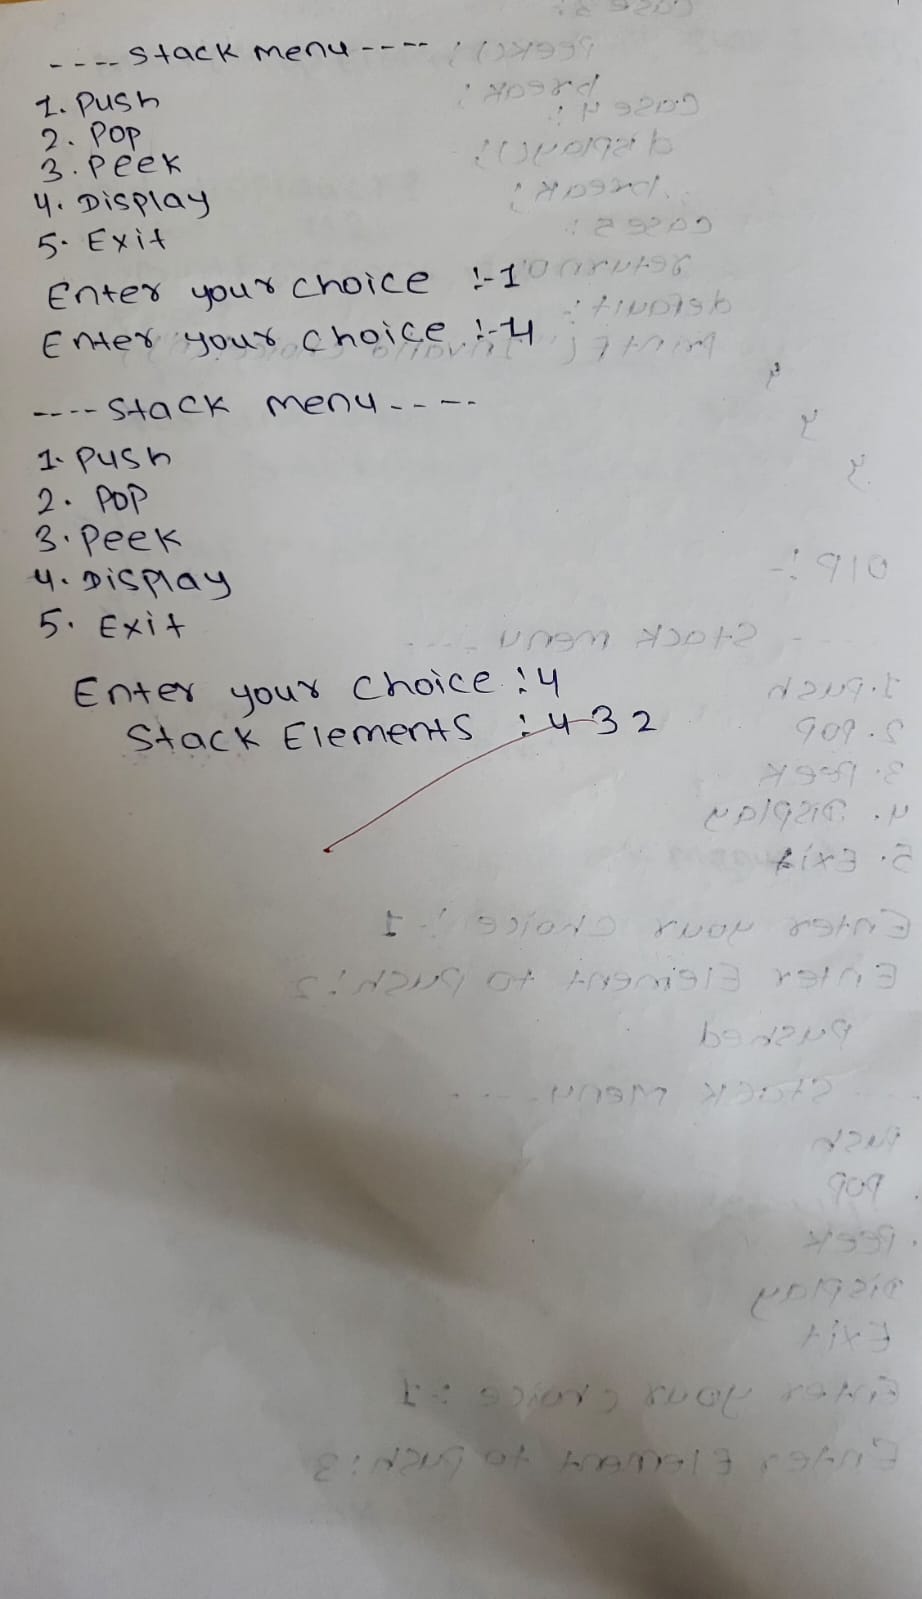 ---- Stack menu ----
1. Push
2. Pop
3. Peek
4. Display
5. Exit
Enter your choice :-1
Enter your choice :-4
---- Stack menu ----
1. Push
2. Pop
3. Peek
4. Display
5. Exit
Enter your choice :4
Stack Elements : 4 3 2